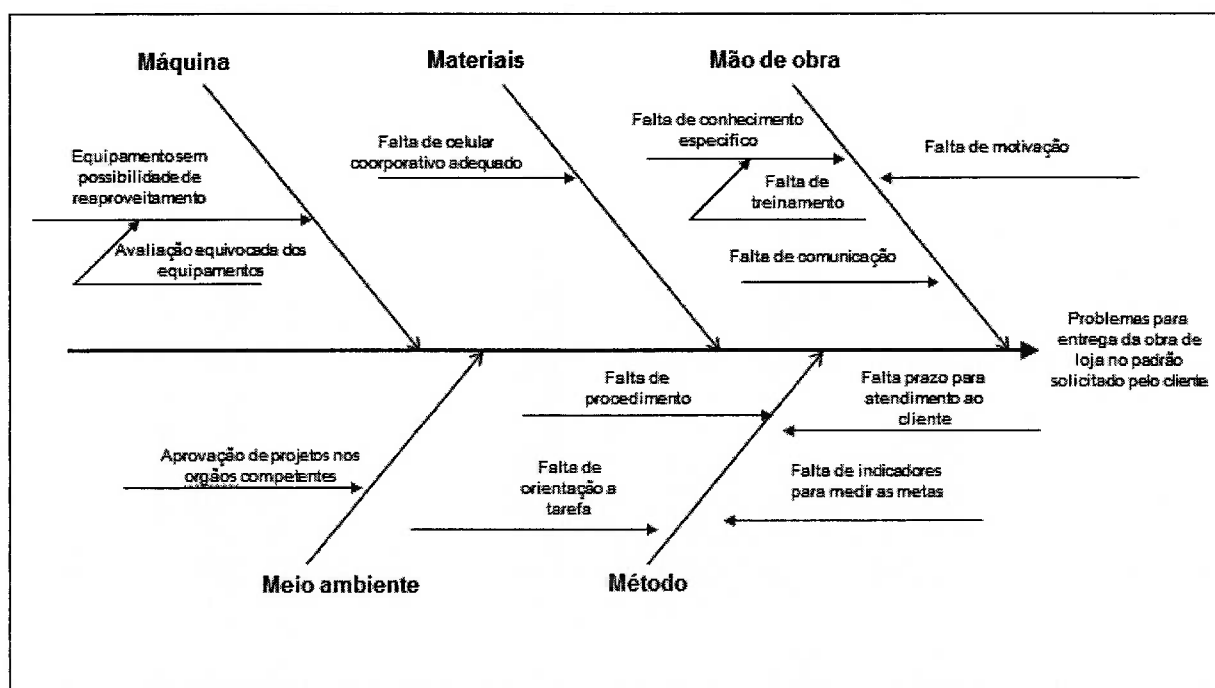 Máquina
Materiais
Mão de obra
Equipamento sem
possibilidade de
reaproveitamento
Avaliação equivocada dos
equipamentos
Falta de celular
coorporativo adequado
Falta de conhecimento
especifico
Falta de
treinamento
Falta de motivação
Falta de comunicação
Problemas para
entrega da obra de
loja no padrão
solicitado pelo cliente
Aprovação de projetos nos
orgãos competentes
Falta de
procedimento
Falta de
orientação a
tarefa
Falta prazo para
atendimento ao
cliente
Falta de indicadores
para medir as metas
Meio ambiente
Método